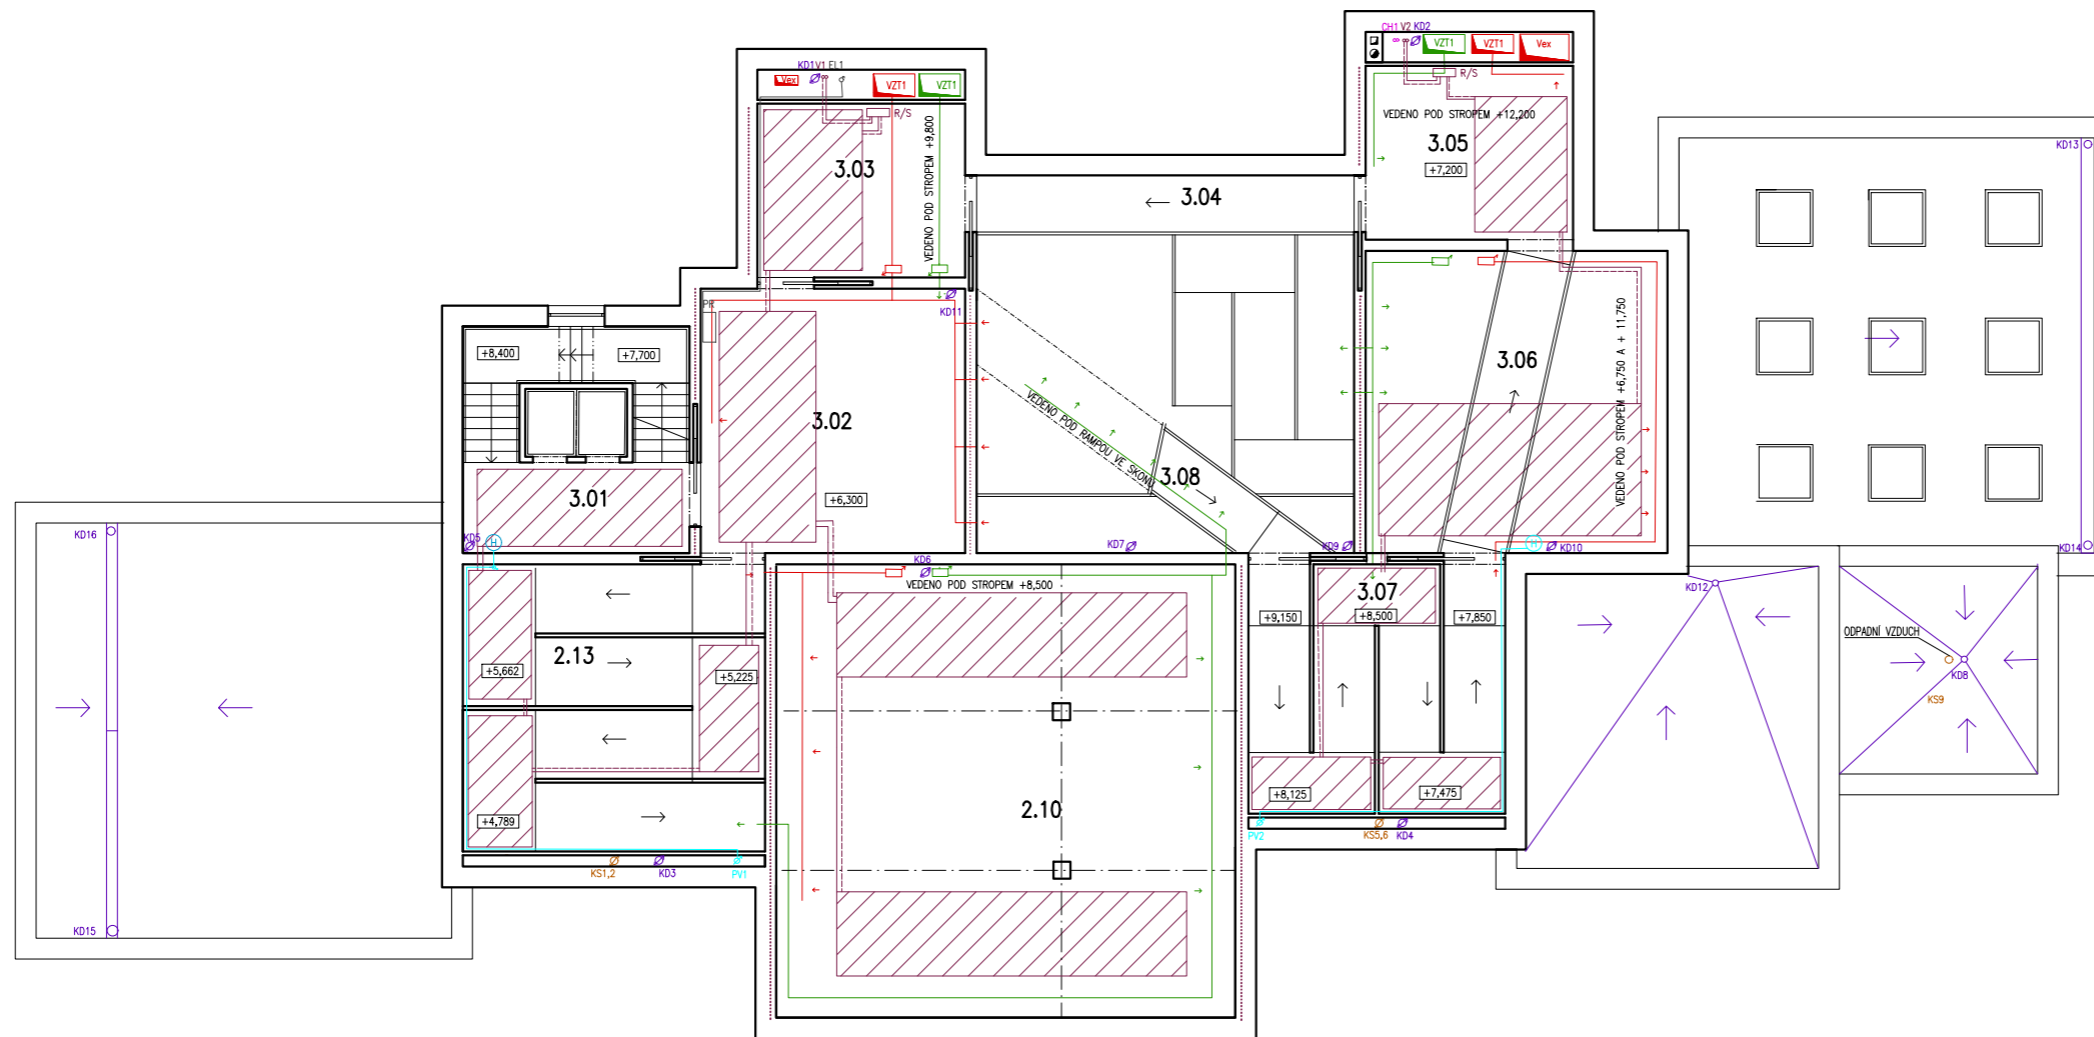 CH1 V2 KD2
VZT1
VZT1
Vex
KD1 V1 EL1
Vex
VZT1
VZT1
R/S
R/S
VEDENO POD STROPEM +12,200
VEDENO POD STROPEM +9,800
3.05
+7,200
3.03
3.04
KD13
PR
KD11
+8,400
+7,700
3.06
VEDENO POD STROPEM +6,750 A + 11,750
3.02
VEDENO POD RAMPOU VE SKONU
3.08
3.01
+6,300
KD16
KD5
H
KD7
KD9
KD10
KD14
KD6
VEDENO POD STROPEM +8,500
3.07
KD12
+9,150
+8,500
+7,850
ODPADNÍ VZDUCH
2.13
+5,662
+5,225
KD8
KS9
+8,125
+7,475
2.10
+4,789
PV2
KS5,6
KD4
KS1,2
KD3
PV1
KD15